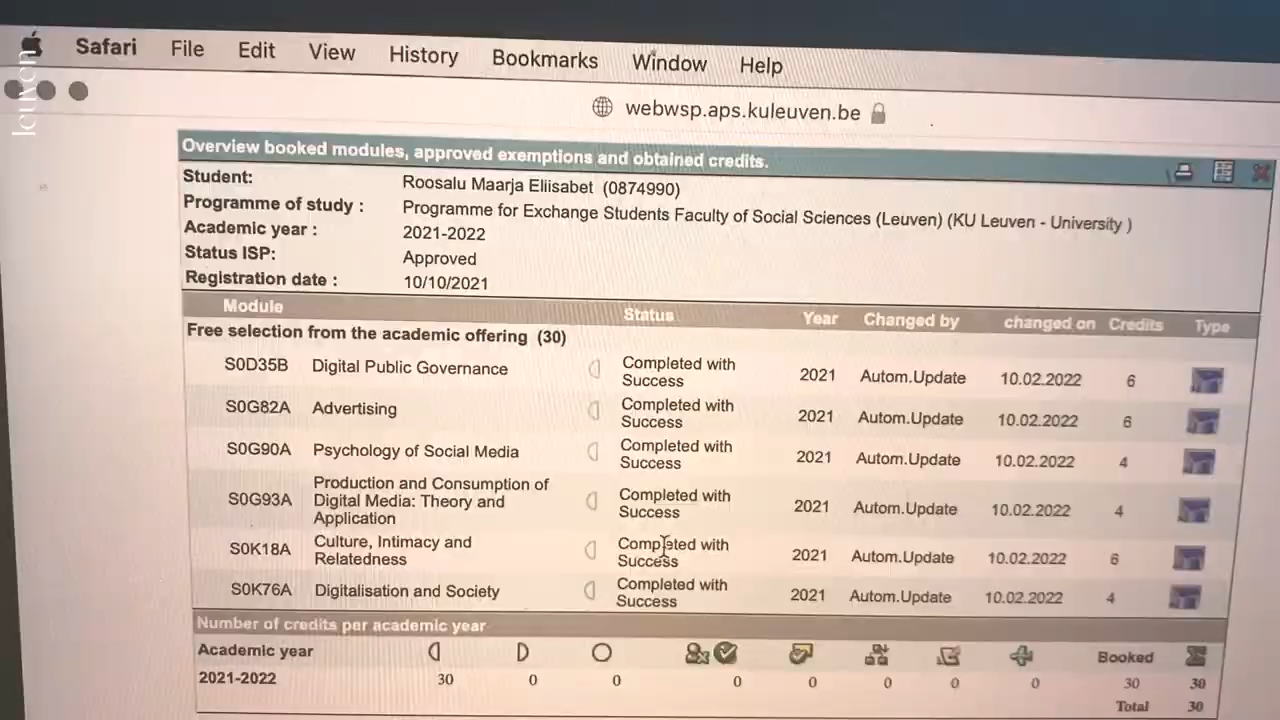 Safari File Edit View History Bookmarks Window Help
leuven
webwsp.aps.kuleuven.be
Overview booked modules, approved exemptions and obtained credits.
Student: Roosalu Maarja Eliisabet (0874990)
Programme of study : Programme for Exchange Students Faculty of Social Sciences (Leuven) (KU Leuven - University )
Academic year : 2021-2022
Status ISP: Approved
Registration date : 10/10/2021
Module Status Year Changed by changed on Credits Type
Free selection from the academic offering (30)
S0D35B Digital Public Governance Completed with Success 2021 Autom.Update 10.02.2022 6
S0G82A Advertising Completed with Success 2021 Autom.Update 10.02.2022 6
S0G90A Psychology of Social Media Completed with Success 2021 Autom.Update 10.02.2022 4
S0G93A Production and Consumption of Digital Media: Theory and Application Completed with Success 2021 Autom.Update 10.02.2022 4
S0K18A Culture, Intimacy and Relatedness Completed with Success 2021 Autom.Update 10.02.2022 6
S0K76A Digitalisation and Society Completed with Success 2021 Autom.Update 10.02.2022 4
Number of credits per academic year
Academic year Booked
2021-2022 30 0 0 0 0 0 0 0 30 30
Total 30